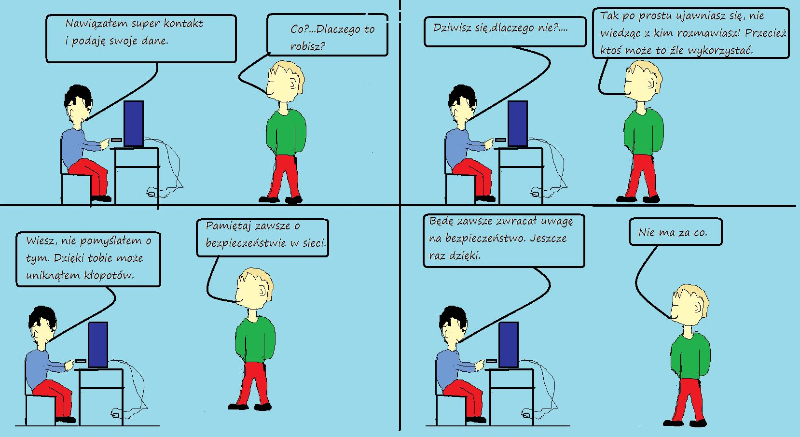 Nawiązałem super kontakt
i podaję swoje dane.
Co?...Dlaczego to
robisz?
Dziwisz się,dlaczego nie?....
Tak po prostu ujawniasz się, nie
wiedząc z kim rozmawiasz! Przecież
ktoś może to źle wykorzystać.
Wiesz, nie pomyślałem o
tym. Dzięki tobie może
uniknąłem kłopotów.
Pamiętaj zawsze o
bezpieczeństwie w sieci.
Będę zawsze zwracał uwagę
na bezpieczeństwo. Jeszcze
raz dzięki.
Nie ma za co.